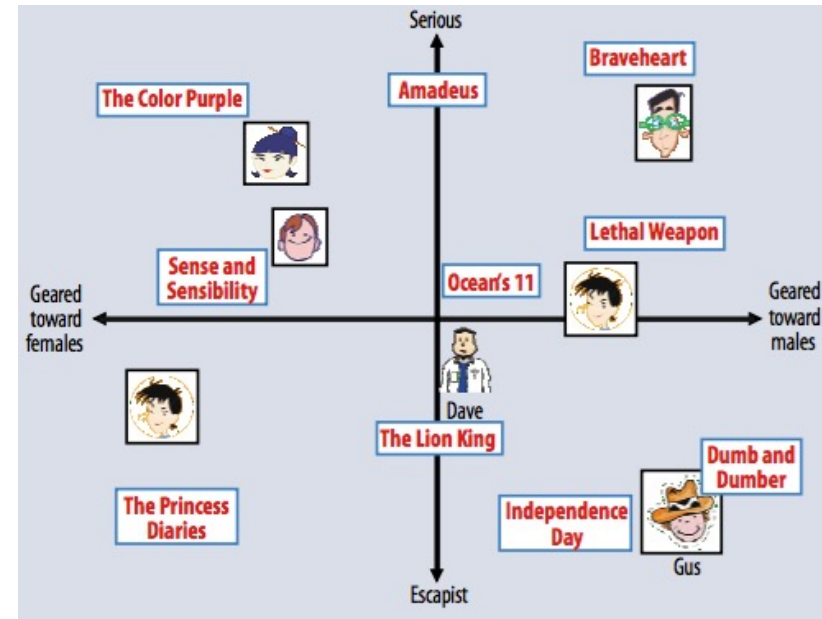 Serious
Braveheart
Amadeus
The Color Purple
Lethal Weapon
Sense and
Sensibility
Ocean's 11
Geared
toward
females
Geared
toward
males
Dave
The Lion King
Dumb and
Dumber
The Princess
Diaries
Independence
Day
Gus
Escapist